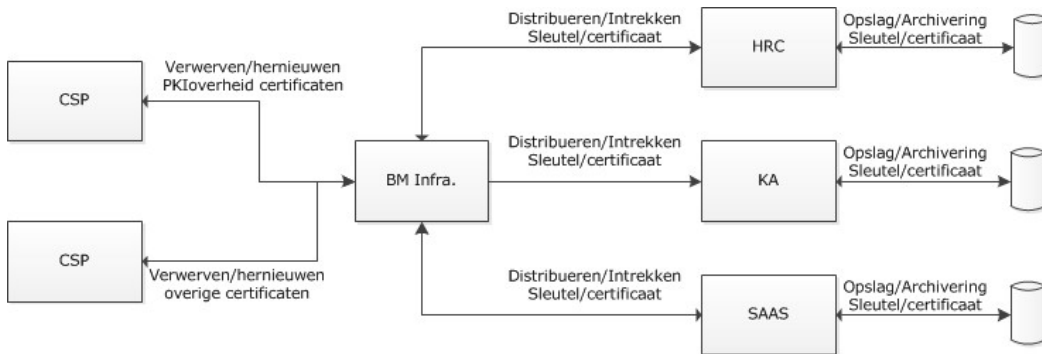 Distribueren/Intrekken
Sleutel/certificaat
HRC
Opslag/Archivering
Sleutel/certificaat
CSP
Verwerven/hernieuwen
PKIoverheid certificaten
BM Infra.
Distribueren/Intrekken
Sleutel/certificaat
KA
Opslag/Archivering
Sleutel/certificaat
CSP
Verwerven/hernieuwen
overige certificaten
Distribueren/Intrekken
Sleutel/certificaat
SAAS
Opslag/Archivering
Sleutel/certificaat